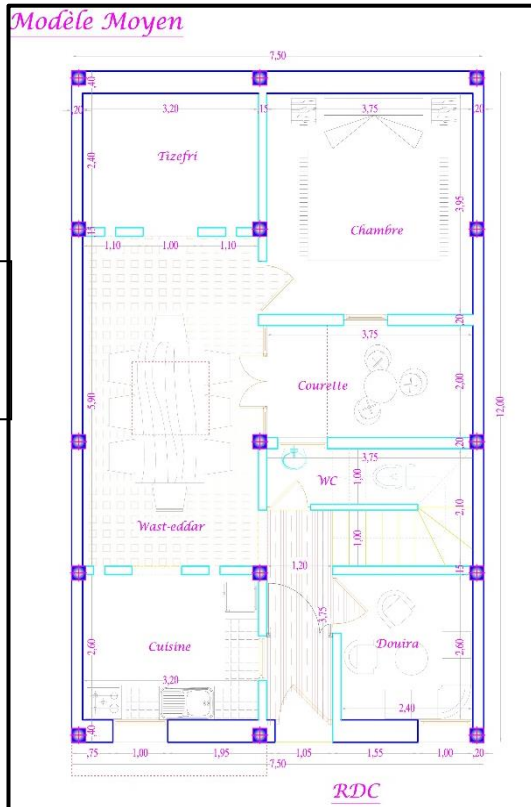 Modèle Moyen
7,50
,40
,20 3,20 ,15 3,75 ,20
2,40
Tizefri
Chambre
3,95
,15
1,10 1,00 1,10
,20
3,75
Courette
2,00
5,90
12,00
,20
3,75
WC
1,00
2,10
Wast-eddar
1,00
1,20
,15
3,75
Cuisine
Douira
2,60
2,60
3,20
2,40
,40
,75 1,00 1,95 1,05 1,55 1,00 ,20
7,50
RDC